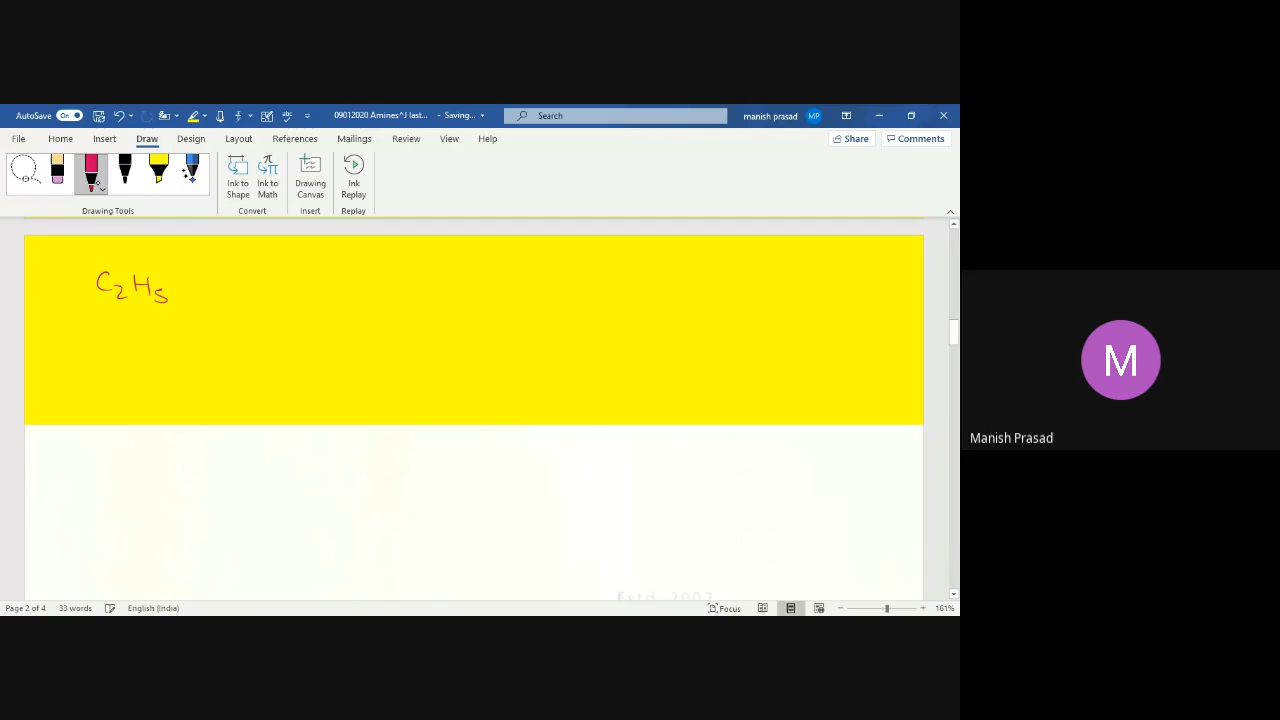 AutoSave On 09012020 Amines^J last... - Saving... Search manish prasad MP
File Home Insert Draw Design Layout References Mailings Review View Help Share Comments
Ink to Shape Ink to Math Drawing Canvas Ink Replay
Drawing Tools Convert Insert Replay
C2H5
M
Manish Prasad
Estd. 2002
Page 2 of 4 33 words English (India) Focus 161%